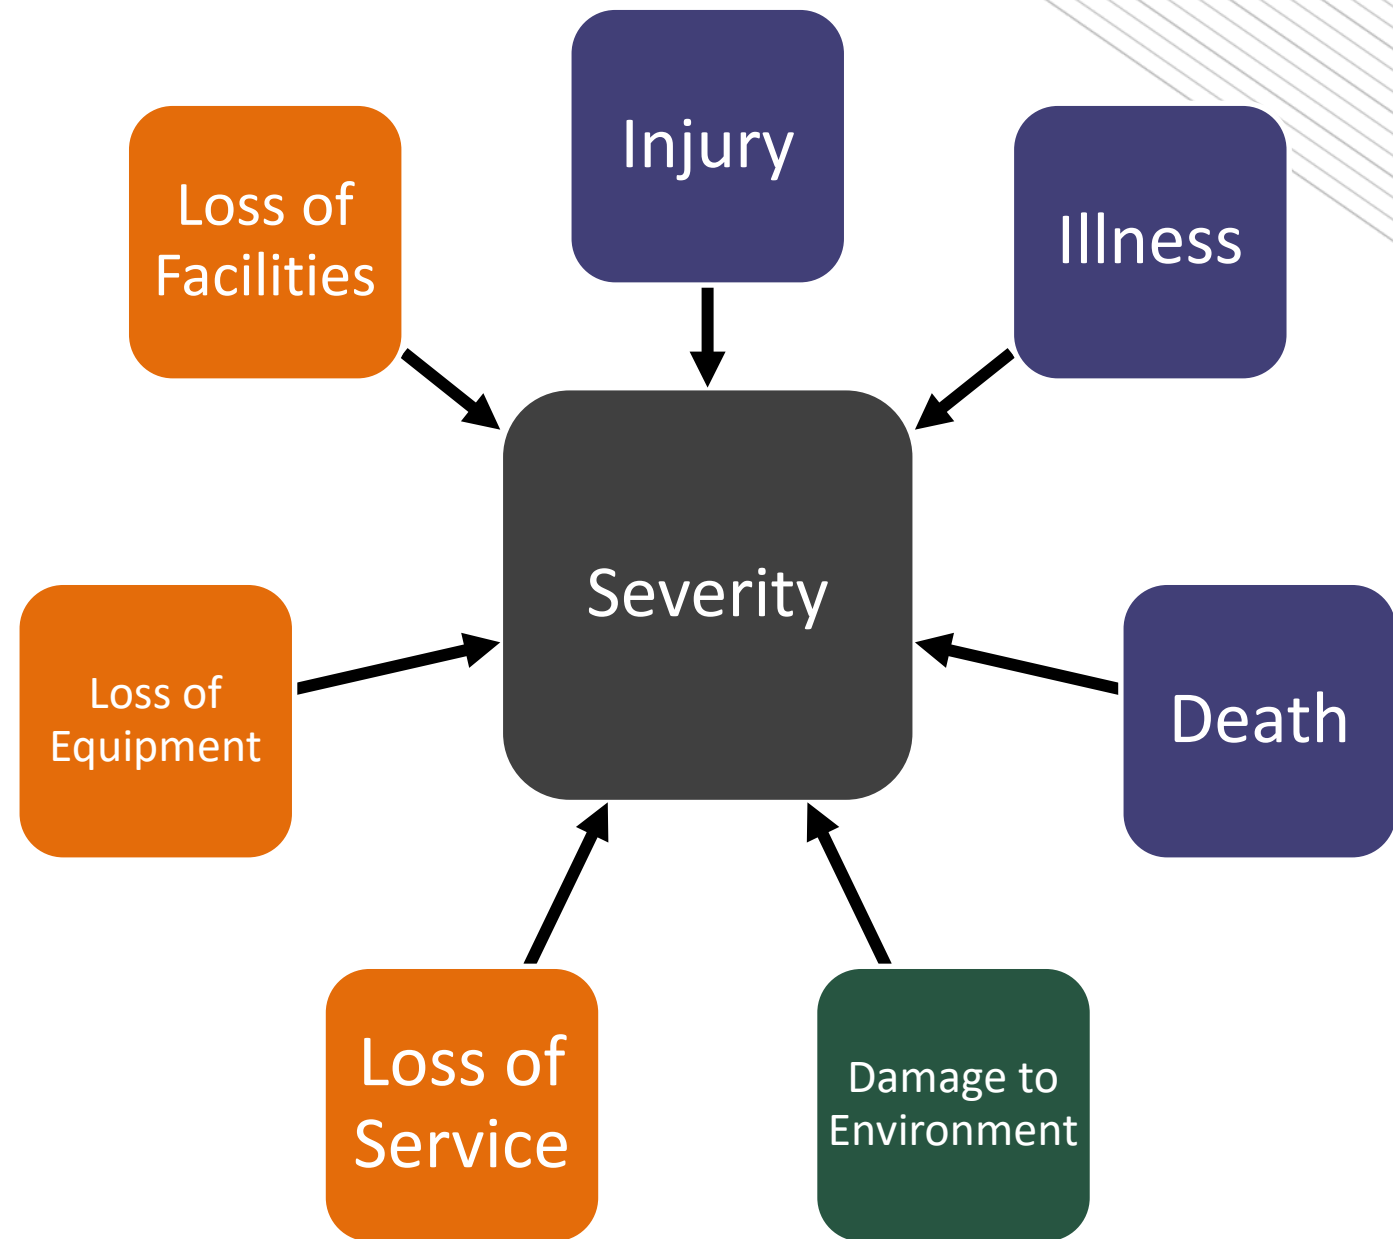 Injury
Loss of
Facilities
Illness
Severity
Loss of
Equipment
Death
Loss of
Service
Damage to
Environment